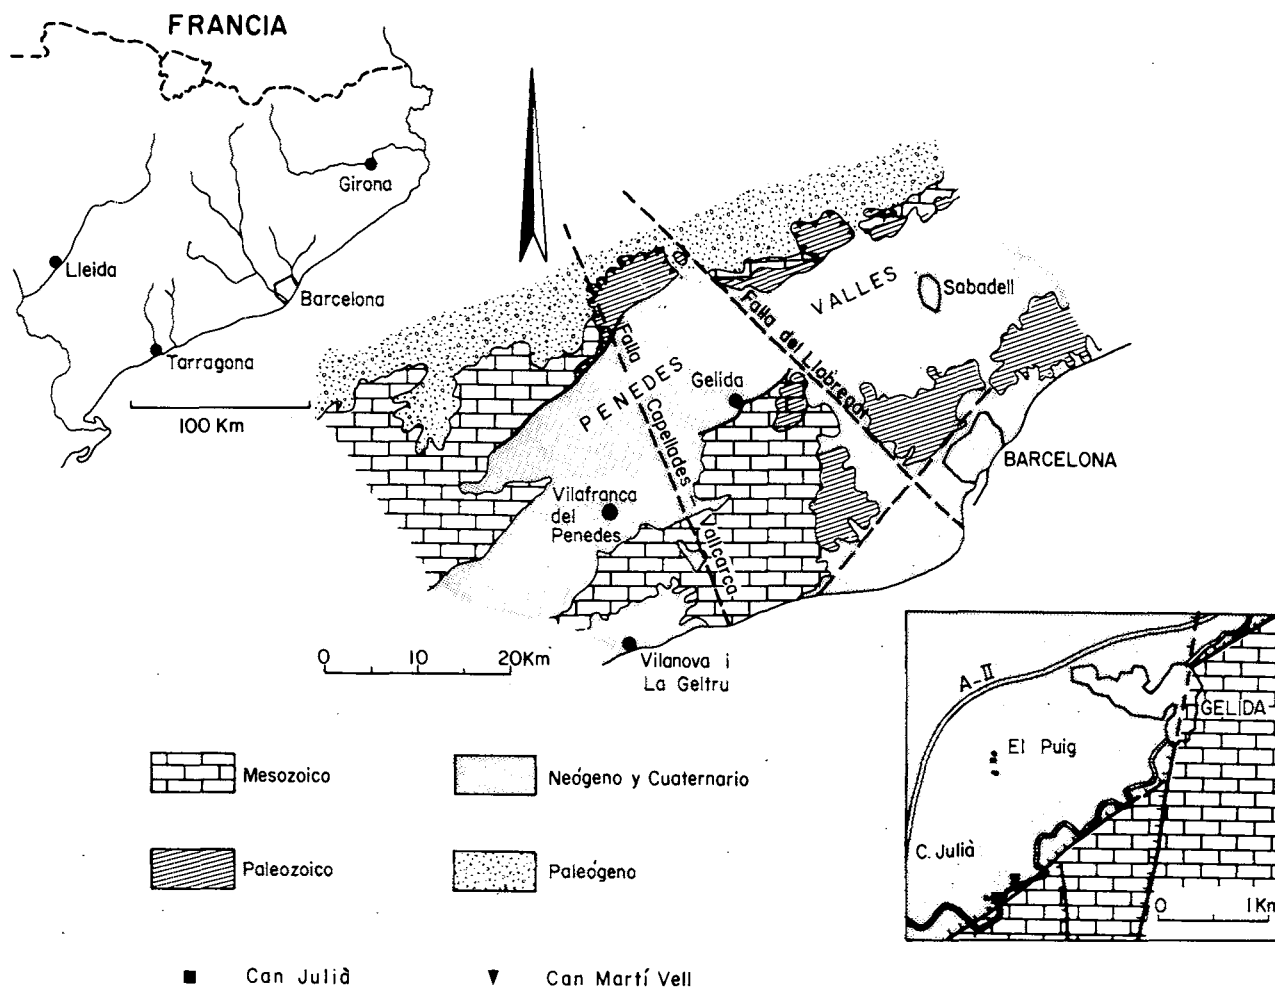 FRANCIA
Girona
Lleida
Barcelona
Tarragona
100 Km
VALLES
Sabadell
Falla del Llobregat
Falla Capellades - Vallcarca
PENEDES
Gelida
BARCELONA
Vilafranca
del
Penedes
0 10 20Km
Vilanova i
La Geltru
A-II
GELIDA
El Puig
C. Julià
0 1Km
Mesozoico
Neógeno y Cuaternario
Paleozoico
Paleógeno
Can Julià
Can Martí Vell